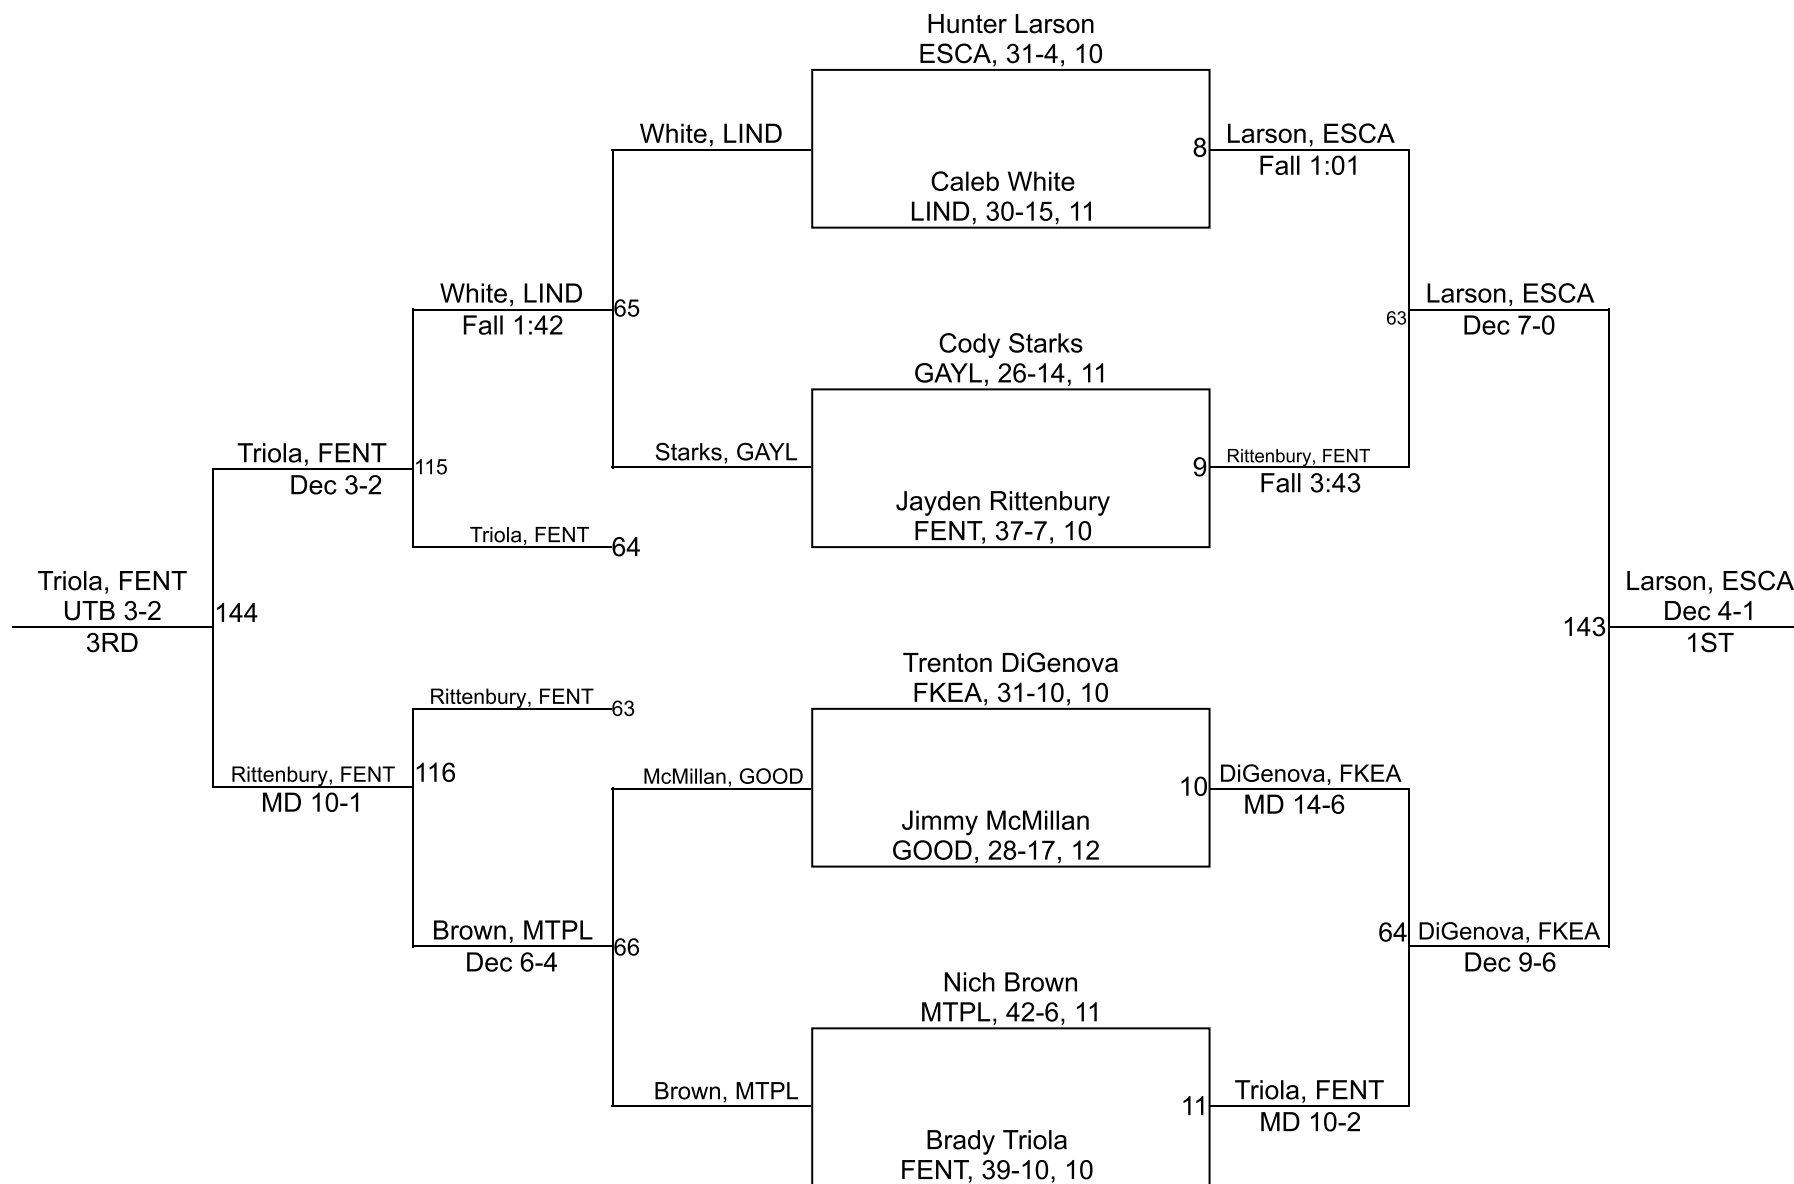 Hunter Larson
ESCA, 31-4, 10
White, LIND
8
Larson, ESCA
Fall 1:01
Caleb White
LIND, 30-15, 11
White, LIND
Fall 1:42
65
Larson, ESCA
Dec 7-0
63
Cody Starks
GAYL, 26-14, 11
Triola, FENT
Dec 3-2
115
Starks, GAYL
9
Rittenbury, FENT
Fall 3:43
Jayden Rittenbury
FENT, 37-7, 10
Triola, FENT
64
Triola, FENT
UTB 3-2
3RD
144
143
Larson, ESCA
Dec 4-1
1ST
Trenton DiGenova
FKEA, 31-10, 10
Rittenbury, FENT
63
Rittenbury, FENT
MD 10-1
116
McMillan, GOOD
10
DiGenova, FKEA
MD 14-6
Jimmy McMillan
GOOD, 28-17, 12
Brown, MTPL
Dec 6-4
66
64
DiGenova, FKEA
Dec 9-6
Nich Brown
MTPL, 42-6, 11
Brown, MTPL
11
Triola, FENT
MD 10-2
Brady Triola
FENT, 39-10, 10